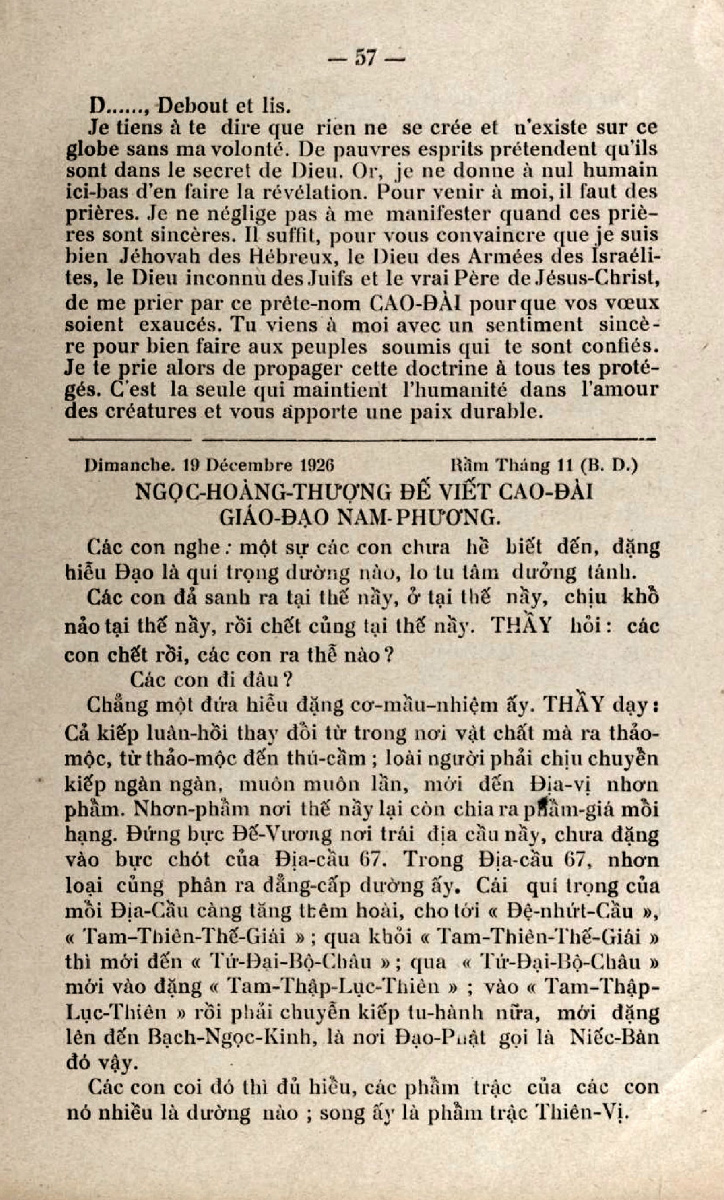 — 57 —
D......, Debout et lis.
Je tiens à te dire que rien ne se crée et n'existe sur ce
globe sans ma volonté. De pauvres esprits prétendent qu'ils
sont dans le secret de Dieu. Or, je ne donne à nul humain
ici-bas d'en faire la révélation. Pour venir à moi, il faut des
prières. Je ne néglige pas à me manifester quand ces priè-
res sont sincères. Il suffit, pour vous convaincre que je suis
bien Jéhovah des Hébreux, le Dieu des Armées des Israéli-
tes, le Dieu inconnu des Juifs et le vrai Père de Jésus-Christ,
de me prier par ce prête-nom CAO-ĐÀI pour que vos vœux
soient exaucés. Tu viens à moi avec un sentiment sincè-
re pour bien faire aux peuples soumis qui te sont confiés.
Je te prie alors de propager cette doctrine à tous tes proté-
gés. C'est la seule qui maintient l'humanité dans l'amour
des créatures et vous apporte une paix durable.
Dimanche. 19 Décembre 1926 Rằm Tháng 11 (B. D.)
NGỌC-HOÀNG-THƯỢNG ĐẾ VIẾT CAO-ĐÀI
GIÁO-ĐẠO NAM-PHƯƠNG.
Các con nghe : một sự các con chưa hề biết đến, đặng
hiểu Đạo là quí trọng dường nào, lo tu tâm dưởng tánh.
Các con đả sanh ra tại thế nầy, ở tại thế nầy, chịu khổ
nảo tại thế nầy, rồi chết củng tại thế nầy. THẦY hỏi : các
con chết rồi, các con ra thể nào ?
Các con đi đâu ?
Chẳng một đứa hiểu đặng cơ-mầu-nhiệm ấy. THẦY dạy :
Cả kiếp luân-hồi thay đổi từ trong nơi vật chất mà ra thảo-
mộc, từ thảo-mộc đến thú-cầm ; loài người phải chịu chuyển
kiếp ngàn ngàn, muôn muôn lần, mới đến Địa-vị nhơn
phẩm. Nhơn-phẩm nơi thế nầy lại còn chia ra phẩm-giá mỗi
hạng. Đứng bực Đế-Vương nơi trái địa cầu nầy, chưa đặng
vào bực chót của Địa-cầu 67. Trong Địa-cầu 67, nhơn
loại củng phân ra đẳng-cấp dường ấy. Cái quí trọng của
mỗi Địa-Cầu càng tăng thêm hoài, cho tới « Đệ-nhứt-Cầu »,
« Tam-Thiên-Thế-Giái » ; qua khỏi « Tam-Thiên-Thế-Giái »
thì mới đến « Tứ-Đại-Bộ-Châu » ; qua « Tứ-Đại-Bộ-Châu »
mới vào đặng « Tam-Thập-Lục-Thiên » ; vào « Tam-Thập-
Lục-Thiên » rồi phải chuyển kiếp tu-hành nữa, mới đặng
lên đến Bạch-Ngọc-Kinh, là nơi Đạo-Phật gọi là Niếc-Bàn
đó vậy.
Các con coi đó thì đủ hiểu, các phẩm trậc của các con
nó nhiều là dường nào ; song ấy là phẩm trậc Thiên-Vị.